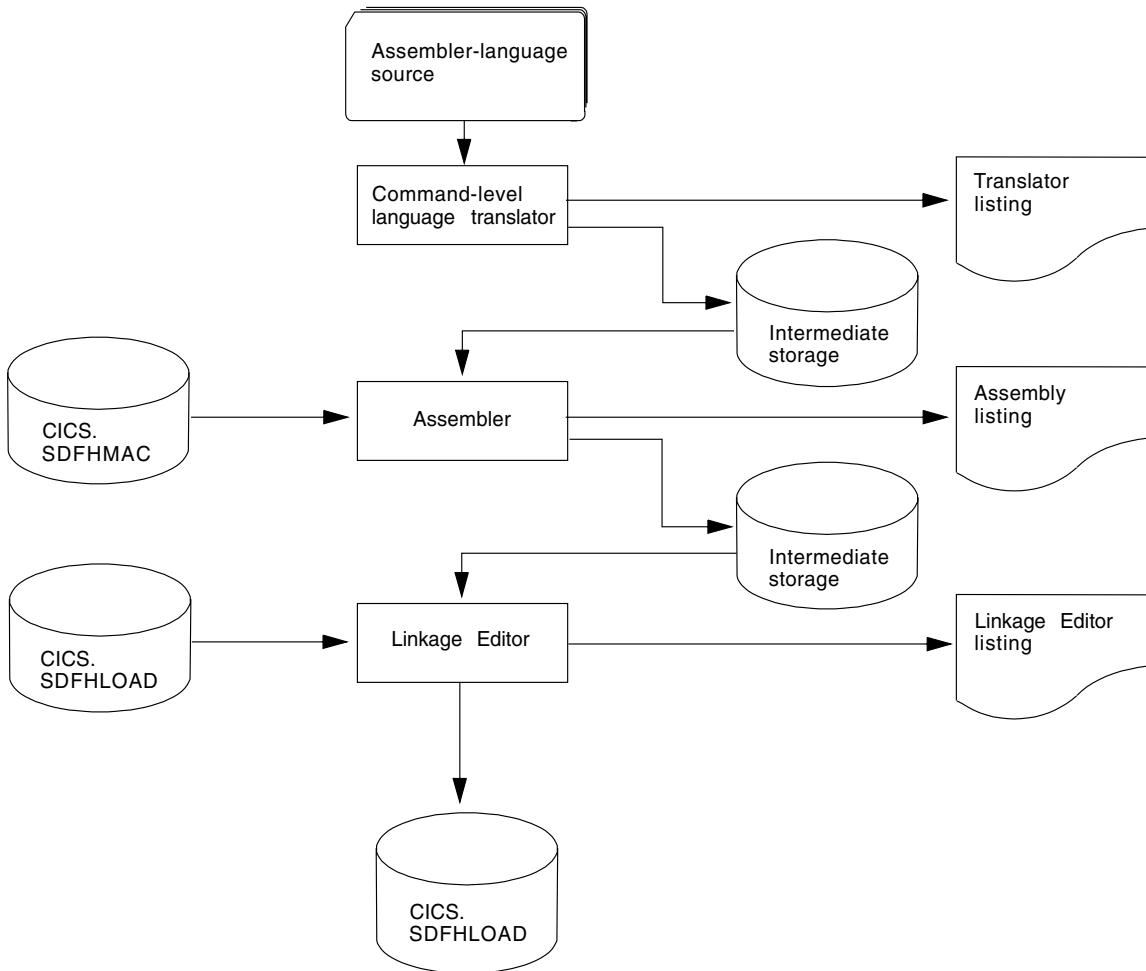 Assembler-language
source
Command-level
language translator
Translator
listing
Intermediate
storage
CICS.
SDFHMAC
Assembler
Assembly
listing
Intermediate
storage
CICS.
SDFHLOAD
Linkage Editor
Linkage Editor
listing
CICS.
SDFHLOAD